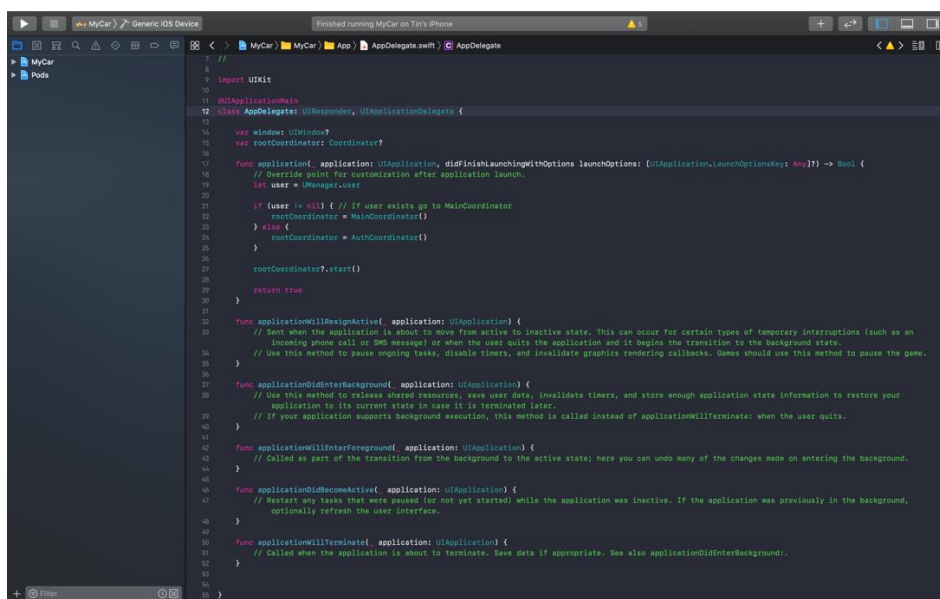 MyCar 〉 Generic iOS Device
Finished running MyCar on Tin's iPhone
5
MyCar 〉 MyCar 〉 App 〉 AppDelegate.swift 〉 C AppDelegate
MyCar
Pods
7 //
8
9 import UIKit
10
11 @UIApplicationMain
12 class AppDelegate: UIResponder, UIApplicationDelegate {
13
14 var window: UIWindow?
15 var rootCoordinator: Coordinator?
16
17 func application(_ application: UIApplication, didFinishLaunchingWithOptions launchOptions: [UIApplication.LaunchOptionsKey: Any]?) -> Bool {
18 // Override point for customization after application launch.
19 let user = UManager.user
20
21 if (user != nil) { // If user exists go to MainCoordinator
22 rootCoordinator = MainCoordinator()
23 } else {
24 rootCoordinator = AuthCoordinator()
25 }
26
27 rootCoordinator?.start()
28
29 return true
30 }
31
32 func applicationWillResignActive(_ application: UIApplication) {
33 // Sent when the application is about to move from active to inactive state. This can occur for certain types of temporary interruptions (such as an
incoming phone call or SMS message) or when the user quits the application and it begins the transition to the background state.
34 // Use this method to pause ongoing tasks, disable timers, and invalidate graphics rendering callbacks. Games should use this method to pause the game.
35 }
36
37 func applicationDidEnterBackground(_ application: UIApplication) {
38 // Use this method to release shared resources, save user data, invalidate timers, and store enough application state information to restore your
application to its current state in case it is terminated later.
39 // If your application supports background execution, this method is called instead of applicationWillTerminate: when the user quits.
40 }
41
42 func applicationWillEnterForeground(_ application: UIApplication) {
43 // Called as part of the transition from the background to the active state; here you can undo many of the changes made on entering the background.
44 }
45
46 func applicationDidBecomeActive(_ application: UIApplication) {
47 // Restart any tasks that were paused (or not yet started) while the application was inactive. If the application was previously in the background,
optionally refresh the user interface.
48 }
49
50 func applicationWillTerminate(_ application: UIApplication) {
51 // Called when the application is about to terminate. Save data if appropriate. See also applicationDidEnterBackground:.
52 }
53
54
55 }
Filter